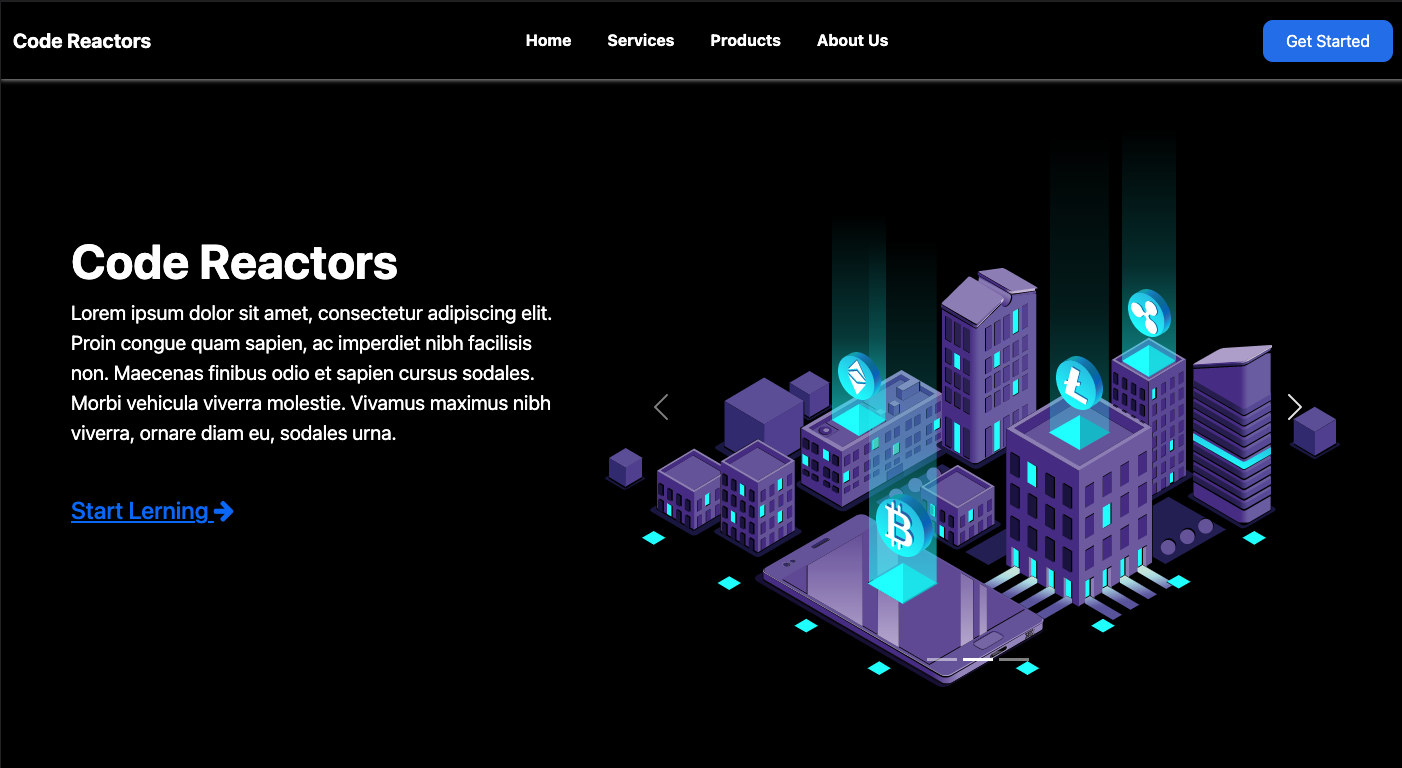 Code Reactors
Home
Services
Products
About Us
Get Started
Code Reactors
Lorem ipsum dolor sit amet, consectetur adipiscing elit.
Proin congue quam sapien, ac imperdiet nibh facilisis
non. Maecenas finibus odio et sapien cursus sodales.
Morbi vehicula viverra molestie. Vivamus maximus nibh
viverra, ornare diam eu, sodales urna.
Start Lerning